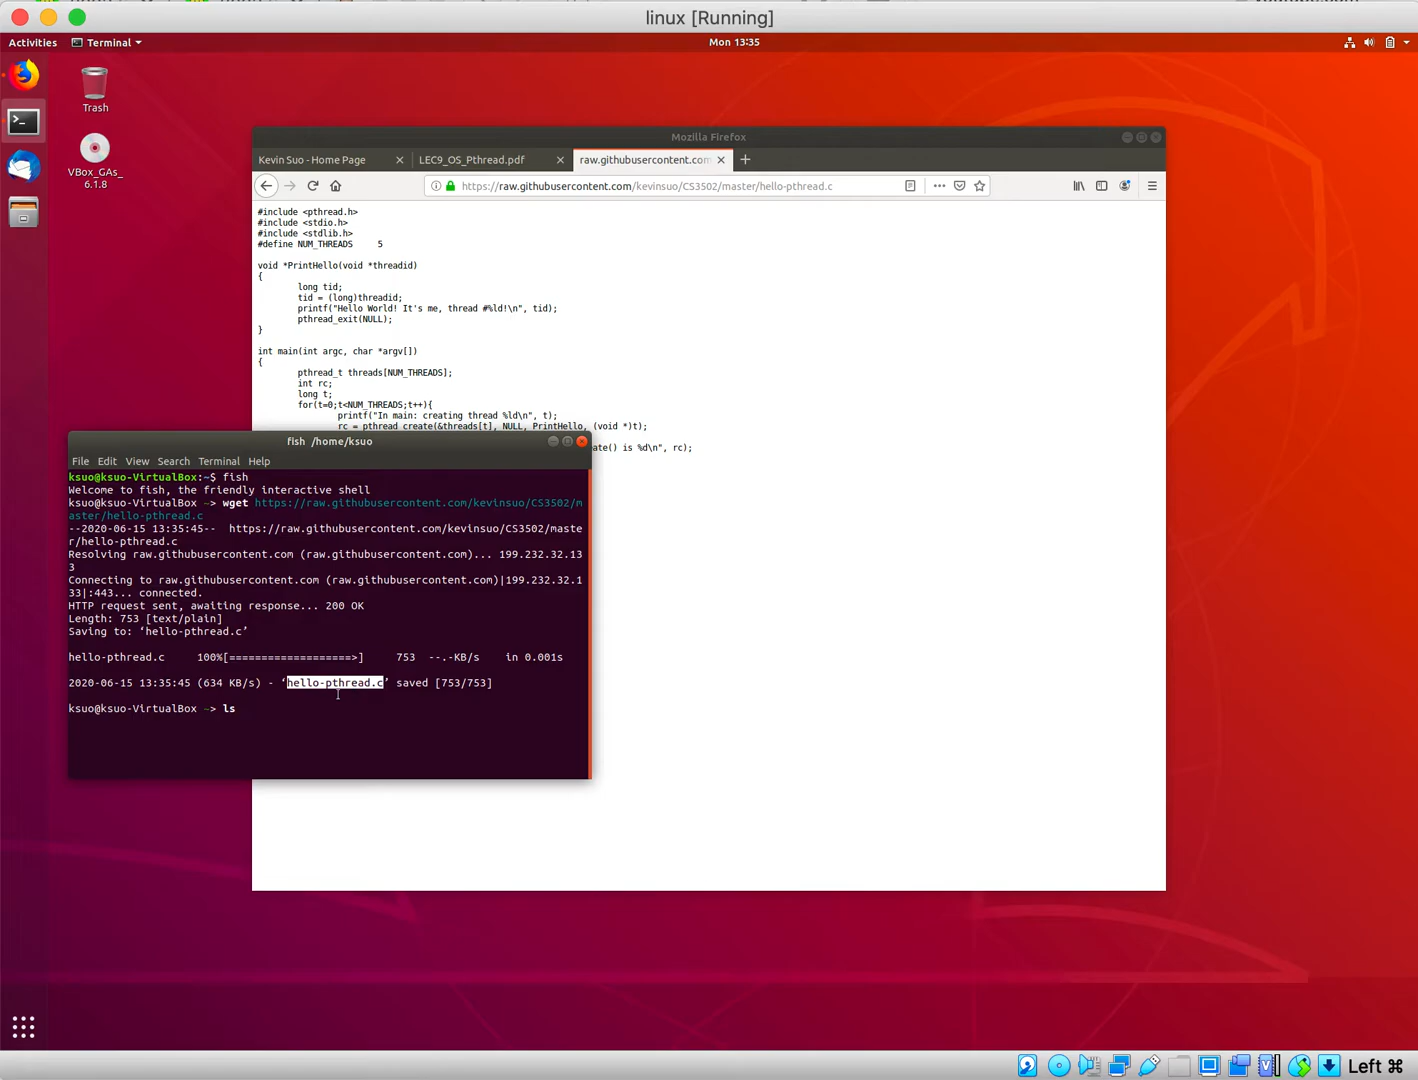 linux [Running]
Activities
Terminal
Mon 13:35
Trash
VBox_GAs_
6.1.8
Mozilla Firefox
Kevin Suo - Home Page
LEC9_OS_Pthread.pdf
raw.githubusercontent.com
https://raw.githubusercontent.com/kevinsuo/CS3502/master/hello-pthread.c
#include <pthread.h>
#include <stdio.h>
#include <stdlib.h>
#define NUM_THREADS 5
void *PrintHello(void *threadid)
{
long tid;
tid = (long)threadid;
printf("Hello World! It's me, thread #%ld!\n", tid);
pthread_exit(NULL);
}
int main(int argc, char *argv[])
{
pthread_t threads[NUM_THREADS];
int rc;
long t;
for(t=0;t<NUM_THREADS;t++){
printf("In main: creating thread %ld\n", t);
rc = pthread_create(&threads[t], NULL, PrintHello, (void *)t);
ate() is %d\n", rc);
fish /home/ksuo
File Edit View Search Terminal Help
ksuo@ksuo-VirtualBox:~$ fish
Welcome to fish, the friendly interactive shell
ksuo@ksuo-VirtualBox ~> wget https://raw.githubusercontent.com/kevinsuo/CS3502/m
aster/hello-pthread.c
--2020-06-15 13:35:45-- https://raw.githubusercontent.com/kevinsuo/CS3502/maste
r/hello-pthread.c
Resolving raw.githubusercontent.com (raw.githubusercontent.com)... 199.232.32.13
3
Connecting to raw.githubusercontent.com (raw.githubusercontent.com)|199.232.32.1
33|:443... connected.
HTTP request sent, awaiting response... 200 OK
Length: 753 [text/plain]
Saving to: ‘hello-pthread.c’
hello-pthread.c 100%[===================>] 753 --.-KB/s in 0.001s
2020-06-15 13:35:45 (634 KB/s) - ‘hello-pthread.c’ saved [753/753]
ksuo@ksuo-VirtualBox ~> ls
Left ⌘